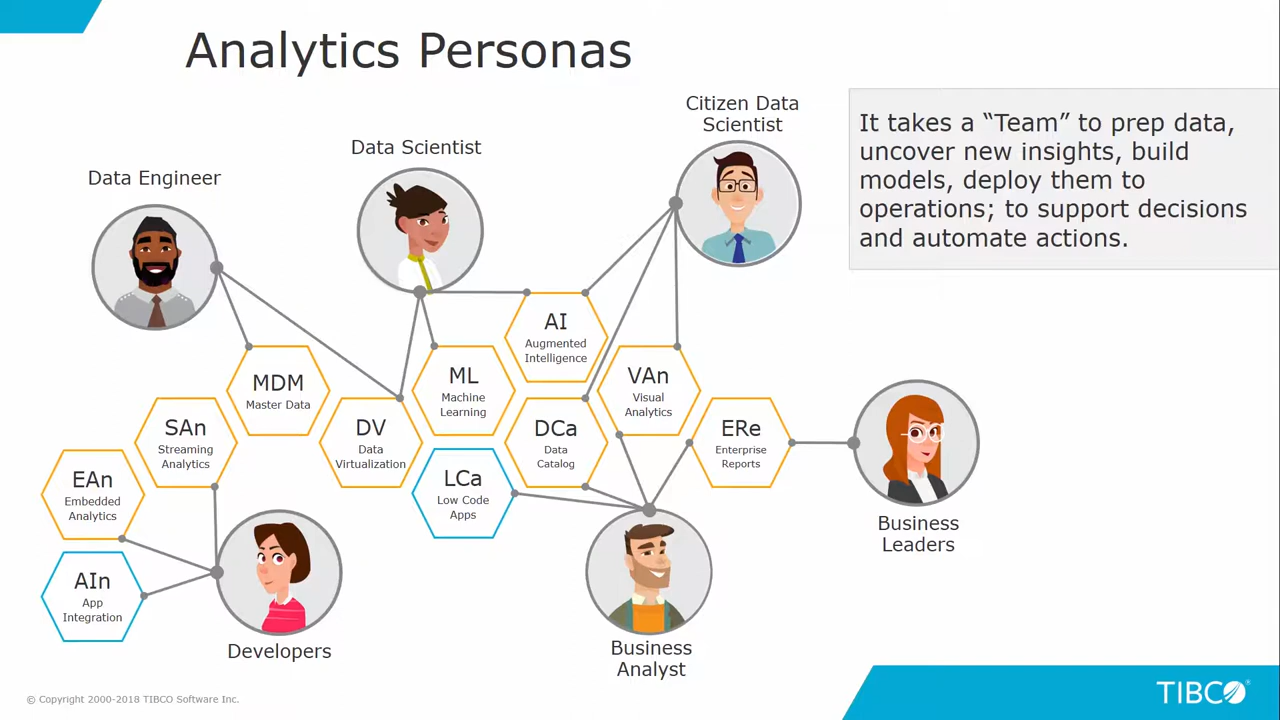 Analytics Personas
Citizen Data
Scientist
It takes a “Team” to prep data,
uncover new insights, build
models, deploy them to
operations; to support decisions
and automate actions.
Data Scientist
Data Engineer
AI
Augmented
Intelligence
MDM
Master Data
ML
Machine
Learning
VAn
Visual
Analytics
SAn
Streaming
Analytics
DV
Data
Virtualization
DCa
Data
Catalog
ERe
Enterprise
Reports
EAn
Embedded
Analytics
LCa
Low Code
Apps
Business
Leaders
AIn
App
Integration
Developers
Business
Analyst
© Copyright 2000-2018 TIBCO Software Inc.
TIBCO®